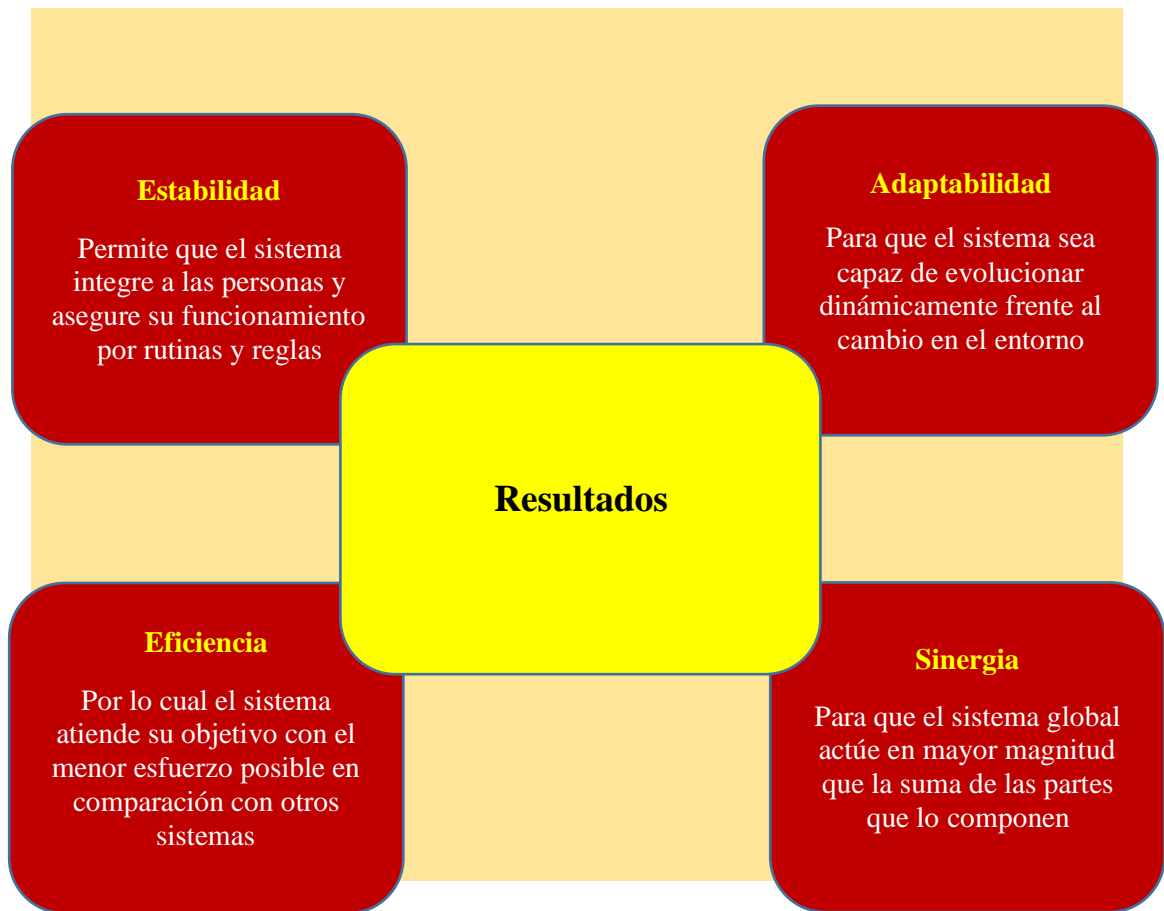 Estabilidad
Permite que el sistema
integre a las personas y
asegure su funcionamiento
por rutinas y reglas
Adaptabilidad
Para que el sistema sea
capaz de evolucionar
dinámicamente frente al
cambio en el entorno
Resultados
Eficiencia
Por lo cual el sistema
atiende su objetivo con el
menor esfuerzo posible en
comparación con otros
sistemas
Sinergia
Para que el sistema global
actúe en mayor magnitud
que la suma de las partes
que lo componen